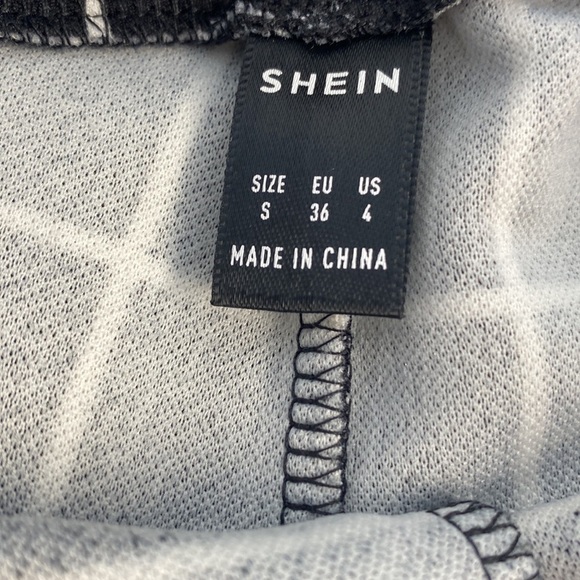 SHEIN
SIZE EU US
S 36 4
MADE IN CHINA